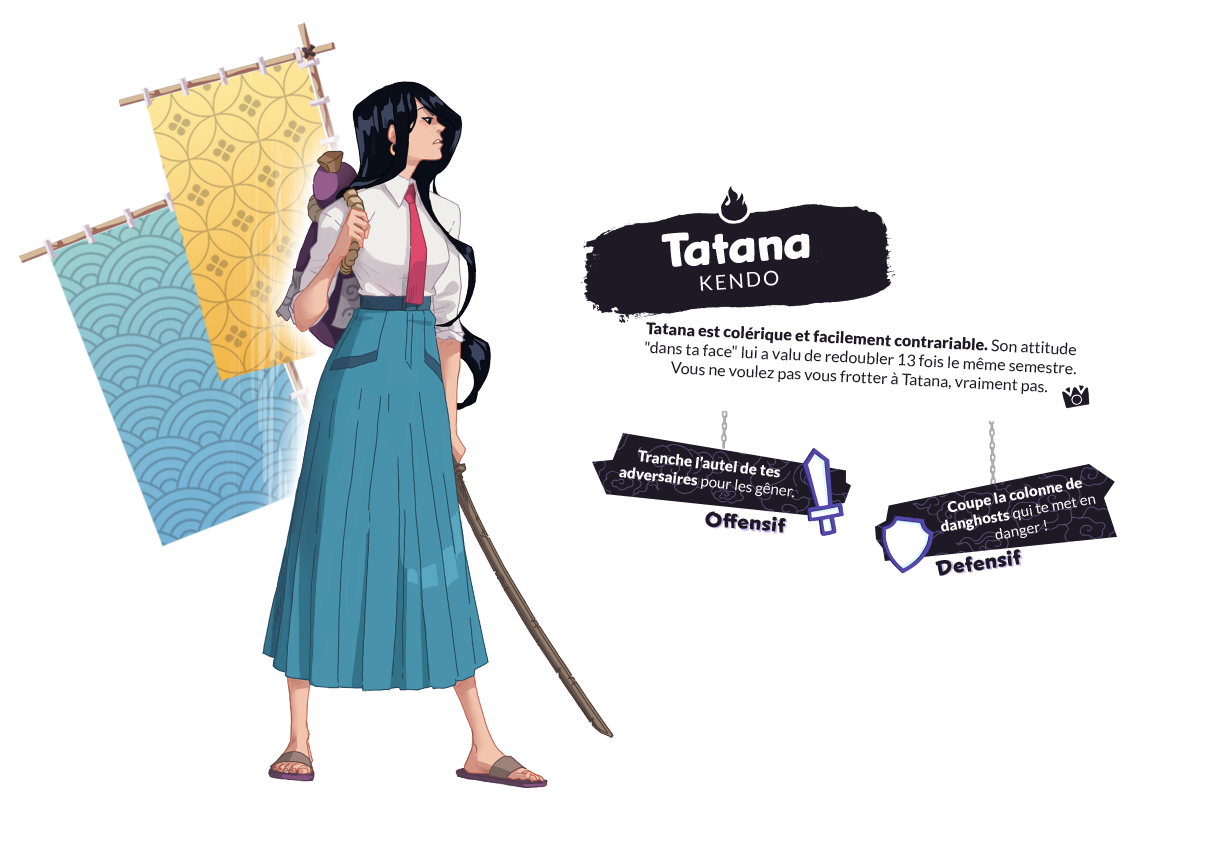 Tatana
KENDO
Tatana est colérique et facilement contrariable. Son attitude
"dans ta face" lui a valu de redoubler 13 fois le même semestre.
Vous ne voulez pas vous frotter à Tatana, vraiment pas.
Tranche l'autel de tes
adversaires pour les gêner.
Offensif
Coupe la colonne de
danghosts qui te met en
danger !
Defensif